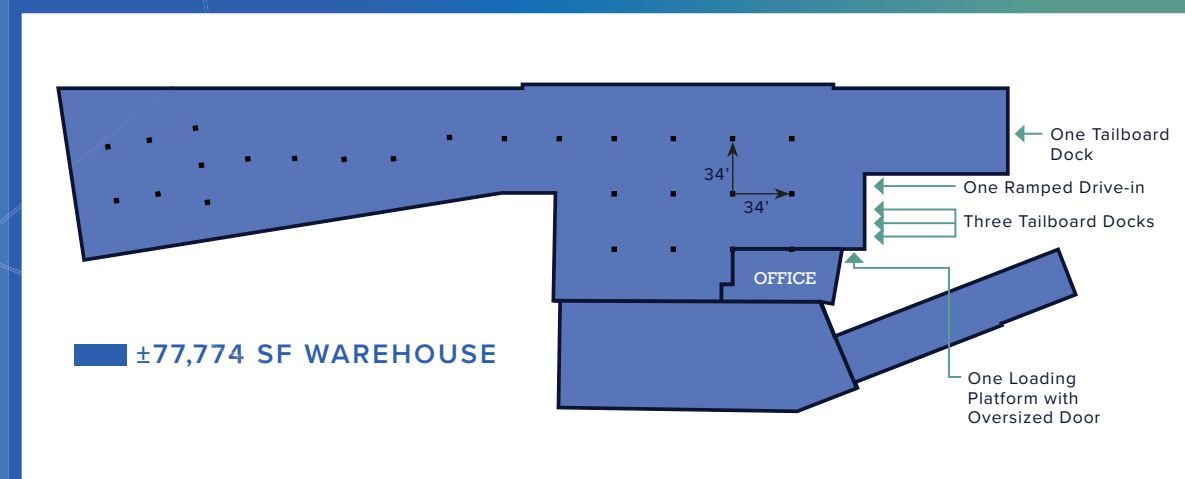 One Tailboard
Dock
34'
One Ramped Drive-in
34'
Three Tailboard Docks
OFFICE
±77,774 SF WAREHOUSE
One Loading
Platform with
Oversized Door